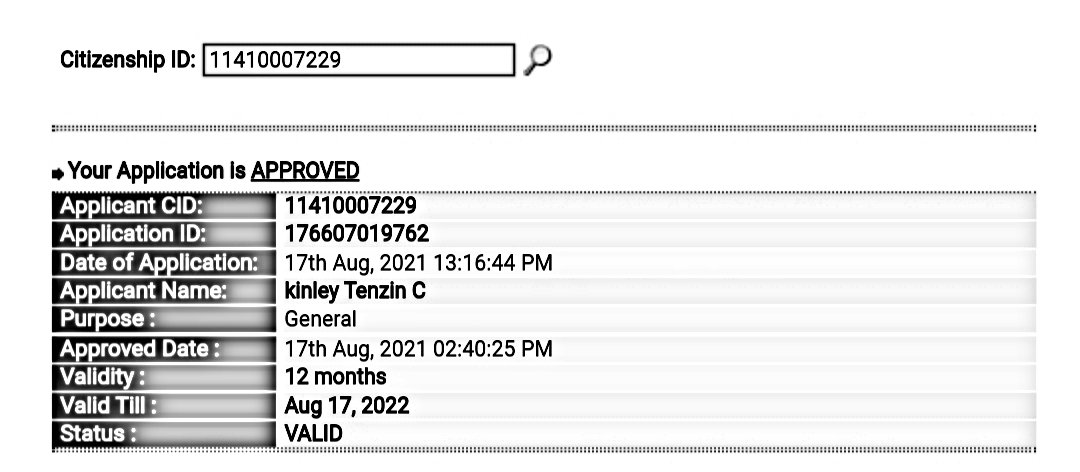 Citizenship ID: 11410007229
Your Application is APPROVED
Applicant CID: 11410007229
Application ID: 176607019762
Date of Application: 17th Aug, 2021 13:16:44 PM
Applicant Name: kinley Tenzin C
Purpose : General
Approved Date : 17th Aug, 2021 02:40:25 PM
Validity : 12 months
Valid Till : Aug 17, 2022
Status : VALID